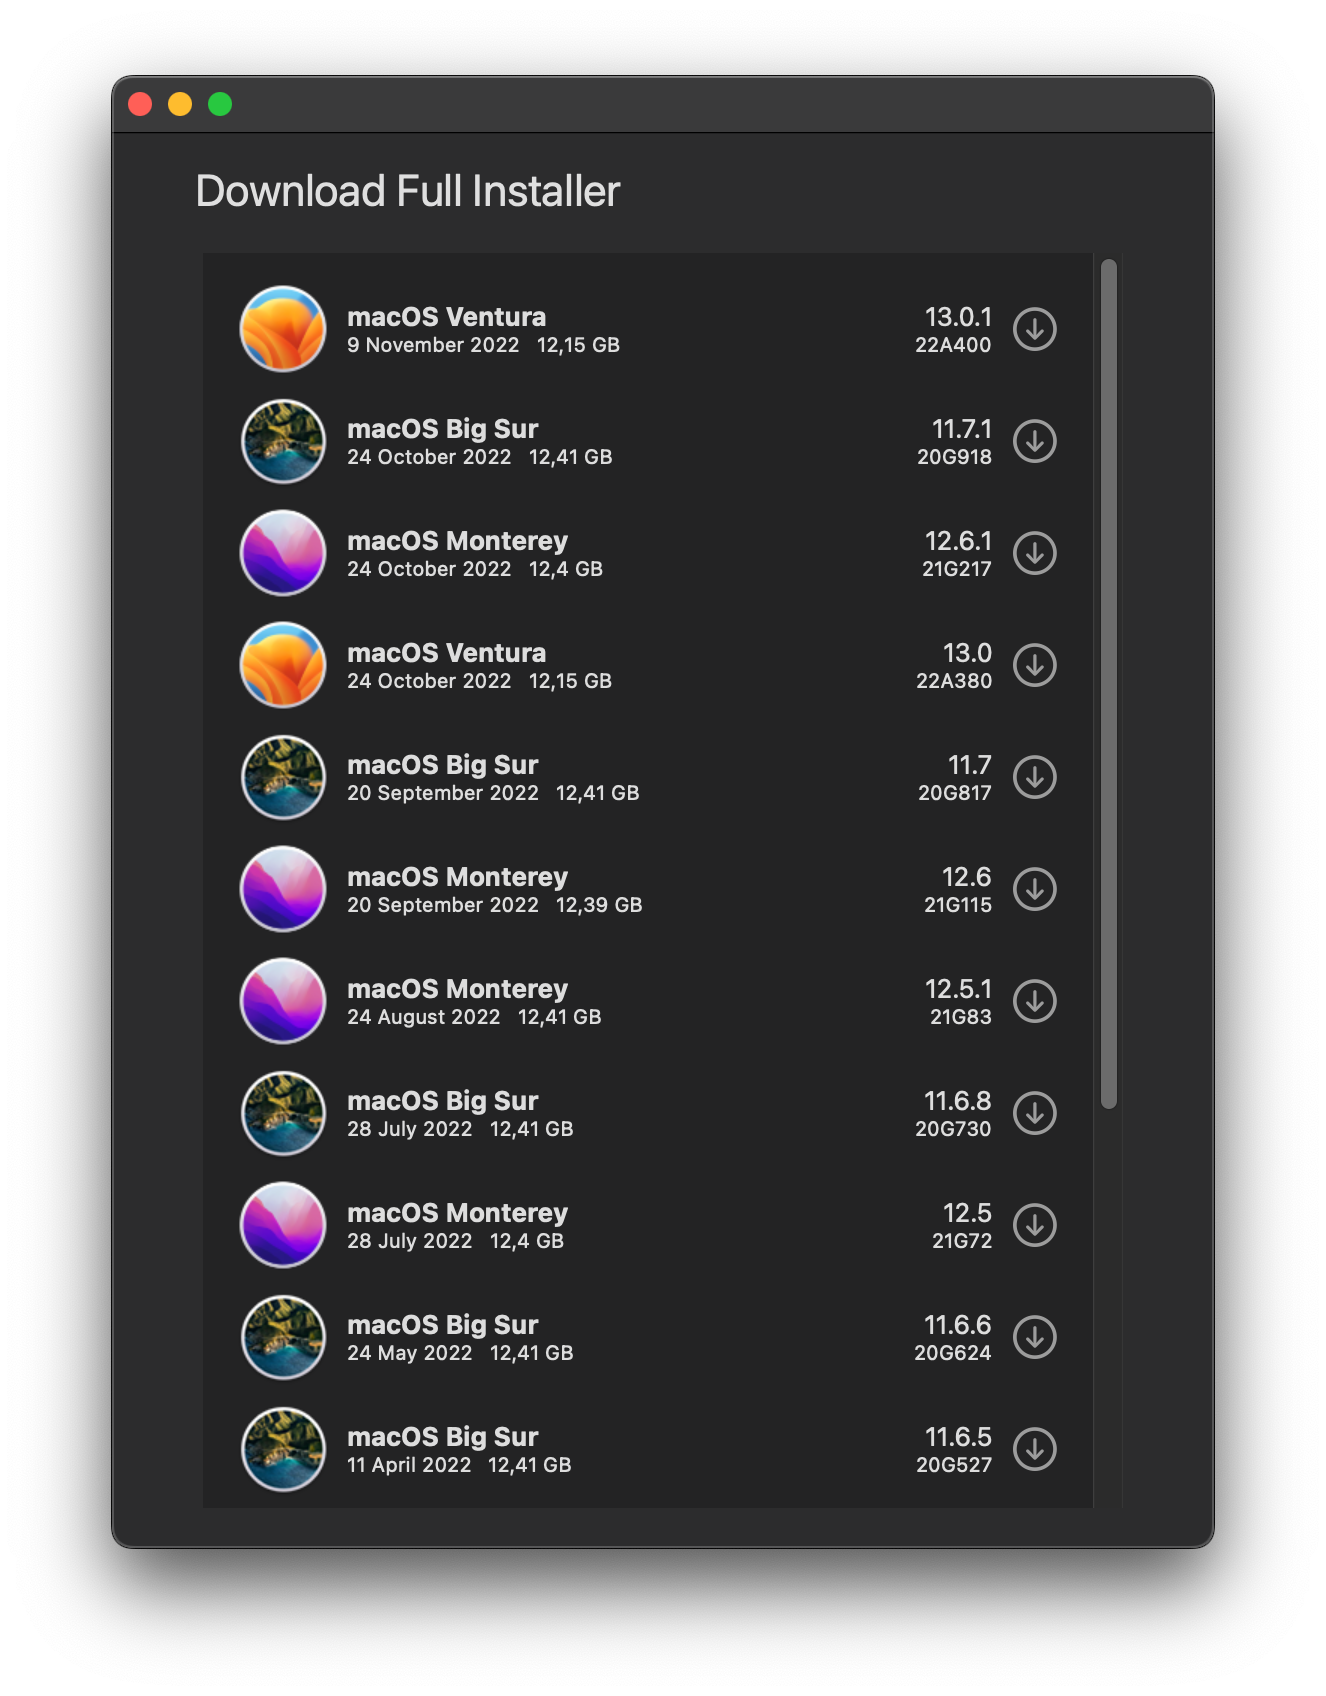 Download Full Installer
macOS Ventura 13.0.1
9 November 2022 12,15 GB 22A400
macOS Big Sur 11.7.1
24 October 2022 12,41 GB 20G918
macOS Monterey 12.6.1
24 October 2022 12,4 GB 21G217
macOS Ventura 13.0
24 October 2022 12,15 GB 22A380
macOS Big Sur 11.7
20 September 2022 12,41 GB 20G817
macOS Monterey 12.6
20 September 2022 12,39 GB 21G115
macOS Monterey 12.5.1
24 August 2022 12,41 GB 21G83
macOS Big Sur 11.6.8
28 July 2022 12,41 GB 20G730
macOS Monterey 12.5
28 July 2022 12,4 GB 21G72
macOS Big Sur 11.6.6
24 May 2022 12,41 GB 20G624
macOS Big Sur 11.6.5
11 April 2022 12,41 GB 20G527